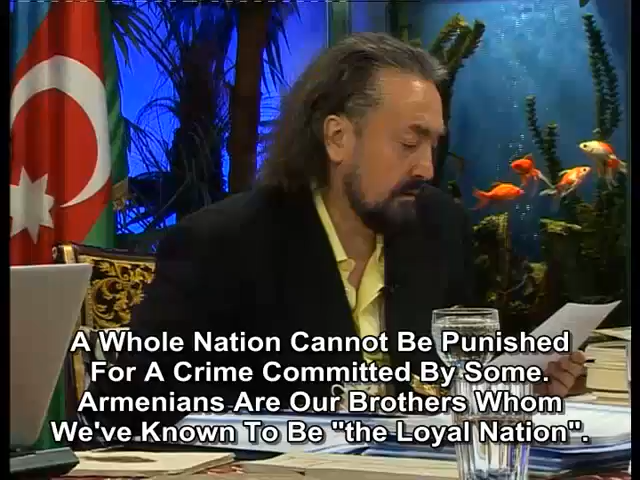 A Whole Nation Cannot Be Punished
For A Crime Committed By Some.
Armenians Are Our Brothers Whom
We've Known To Be "the Loyal Nation".